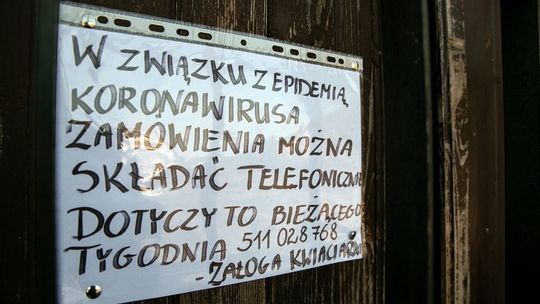 W ZWIĄZKU Z EPIDEMIĄ
KORONAWIRUSA
ZAMÓWIENIA MOŻNA
SKŁADAĆ TELEFONICZNIE
DOTYCZY TO BIEŻĄCEGO
TYGODNIA 511 028 768
- ZAŁOGA KWIACIARNI